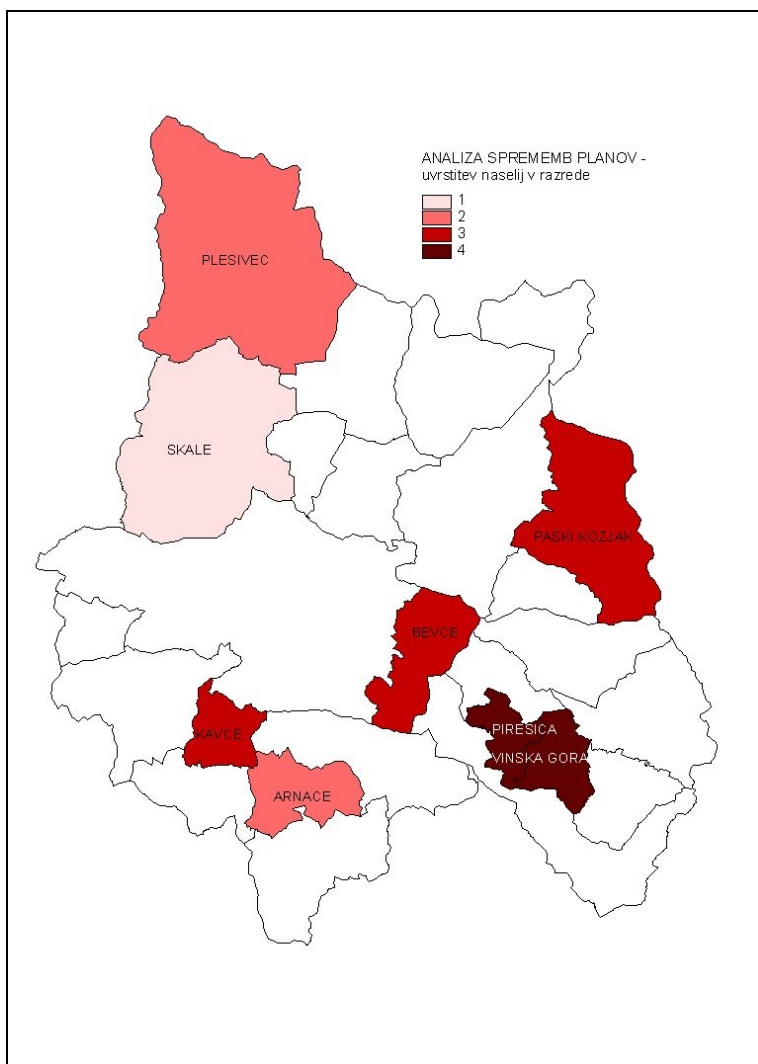 ANALIZA SPREMEMB PLANOV -
uvrstitev naselij v razrede
1
2
3
4
PLESIVEC
SKALE
PASKI KOZJAK
BEVCE
KAVCE
PIRESICA
VINSKA GORA
ARNACE